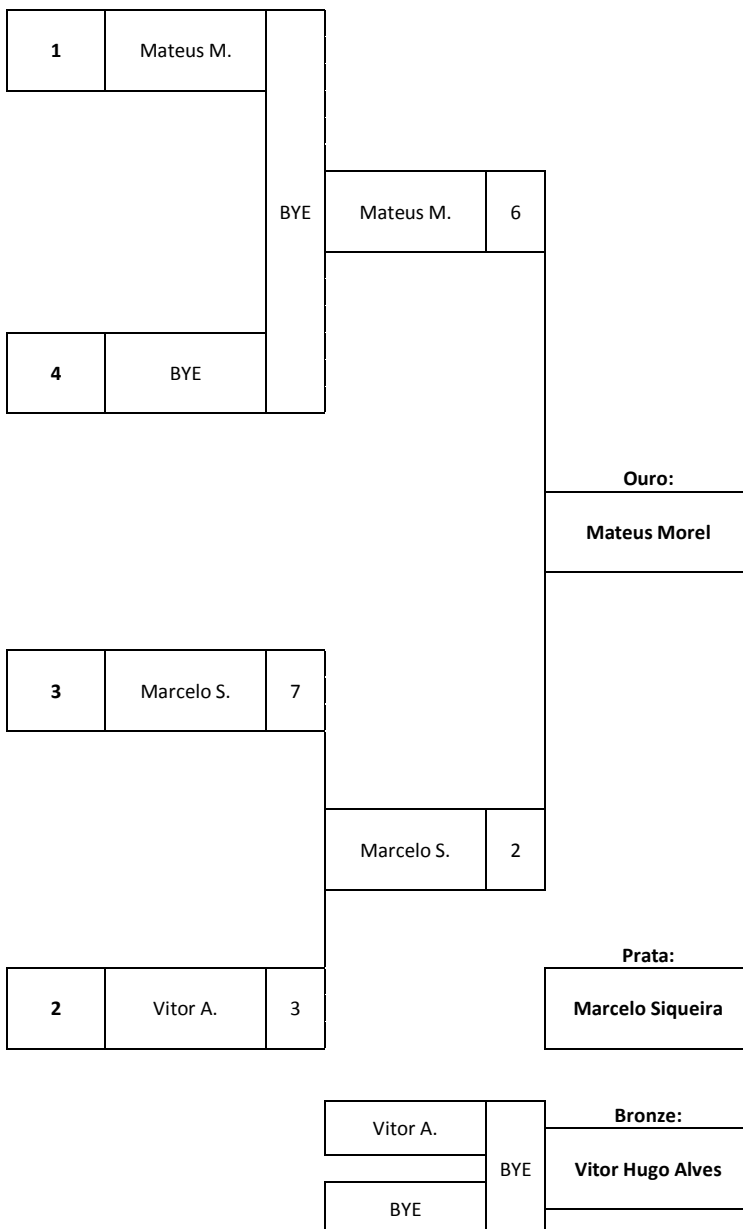 1 Mateus M.
BYE Mateus M. 6
4 BYE
Ouro:
Mateus Morel
3 Marcelo S. 7
Marcelo S. 2
Prata:
2 Vitor A. 3 Marcelo Siqueira
Bronze:
Vitor A.
BYE Vitor Hugo Alves
BYE